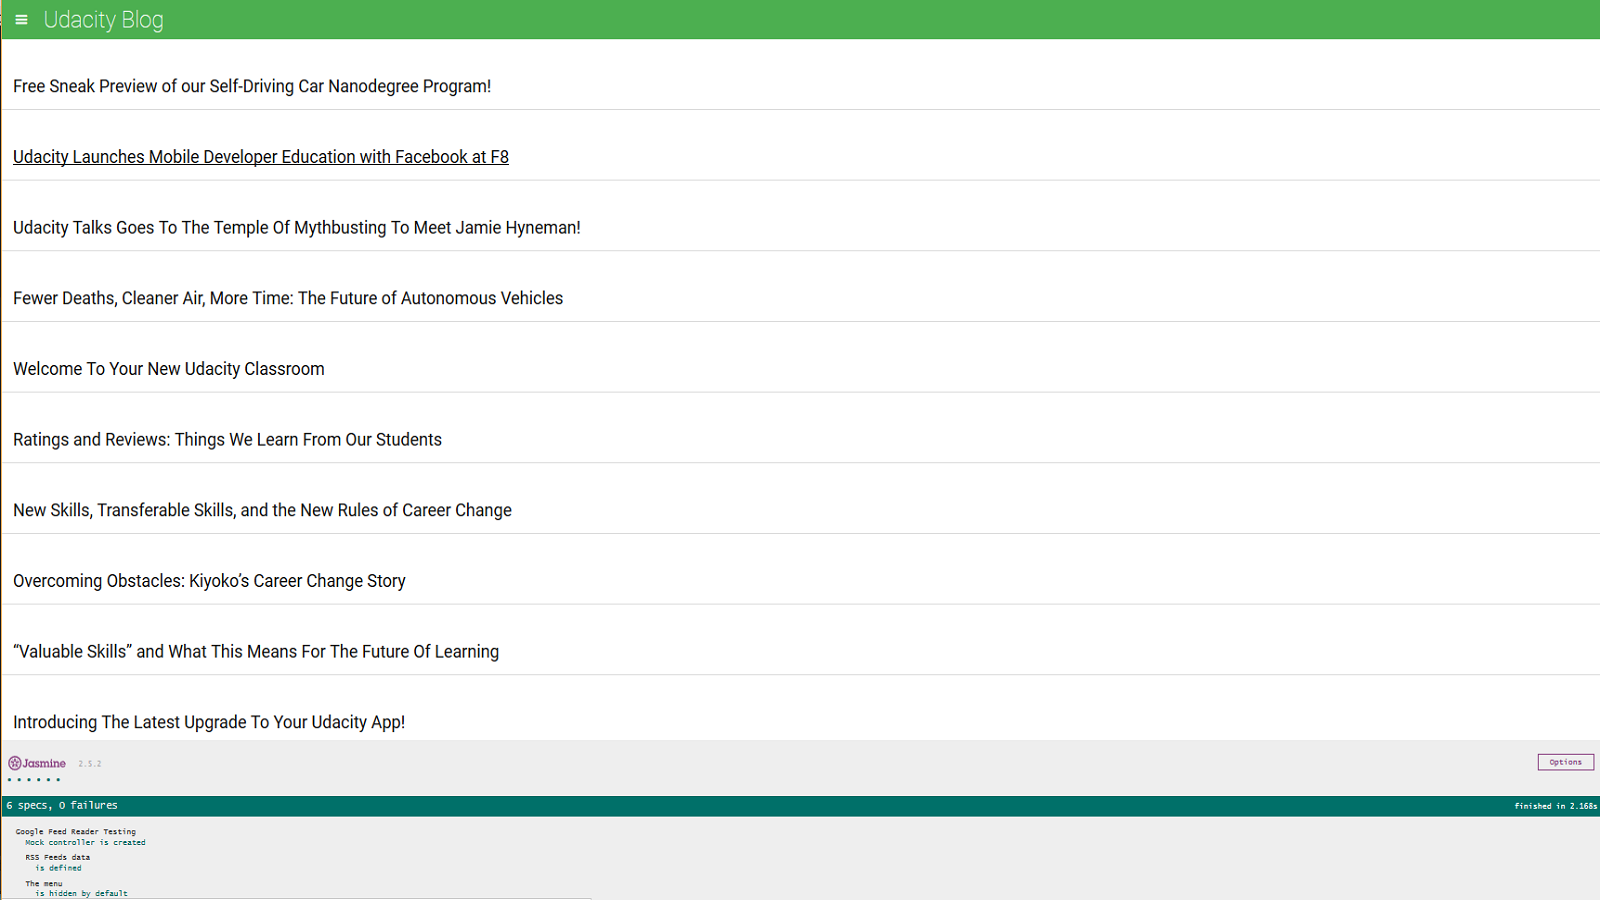 Udacity Blog
Free Sneak Preview of our Self-Driving Car Nanodegree Program!
Udacity Launches Mobile Developer Education with Facebook at F8
Udacity Talks Goes To The Temple Of Mythbusting To Meet Jamie Hyneman!
Fewer Deaths, Cleaner Air, More Time: The Future of Autonomous Vehicles
Welcome To Your New Udacity Classroom
Ratings and Reviews: Things We Learn From Our Students
New Skills, Transferable Skills, and the New Rules of Career Change
Overcoming Obstacles: Kiyoko’s Career Change Story
“Valuable Skills” and What This Means For The Future Of Learning
Introducing The Latest Upgrade To Your Udacity App!
Jasmine 2.5.2
Options
6 specs, 0 failures
finished in 2.168s
Google Feed Reader Testing
Mock controller is created
RSS Feeds data
is defined
The menu
is hidden by default